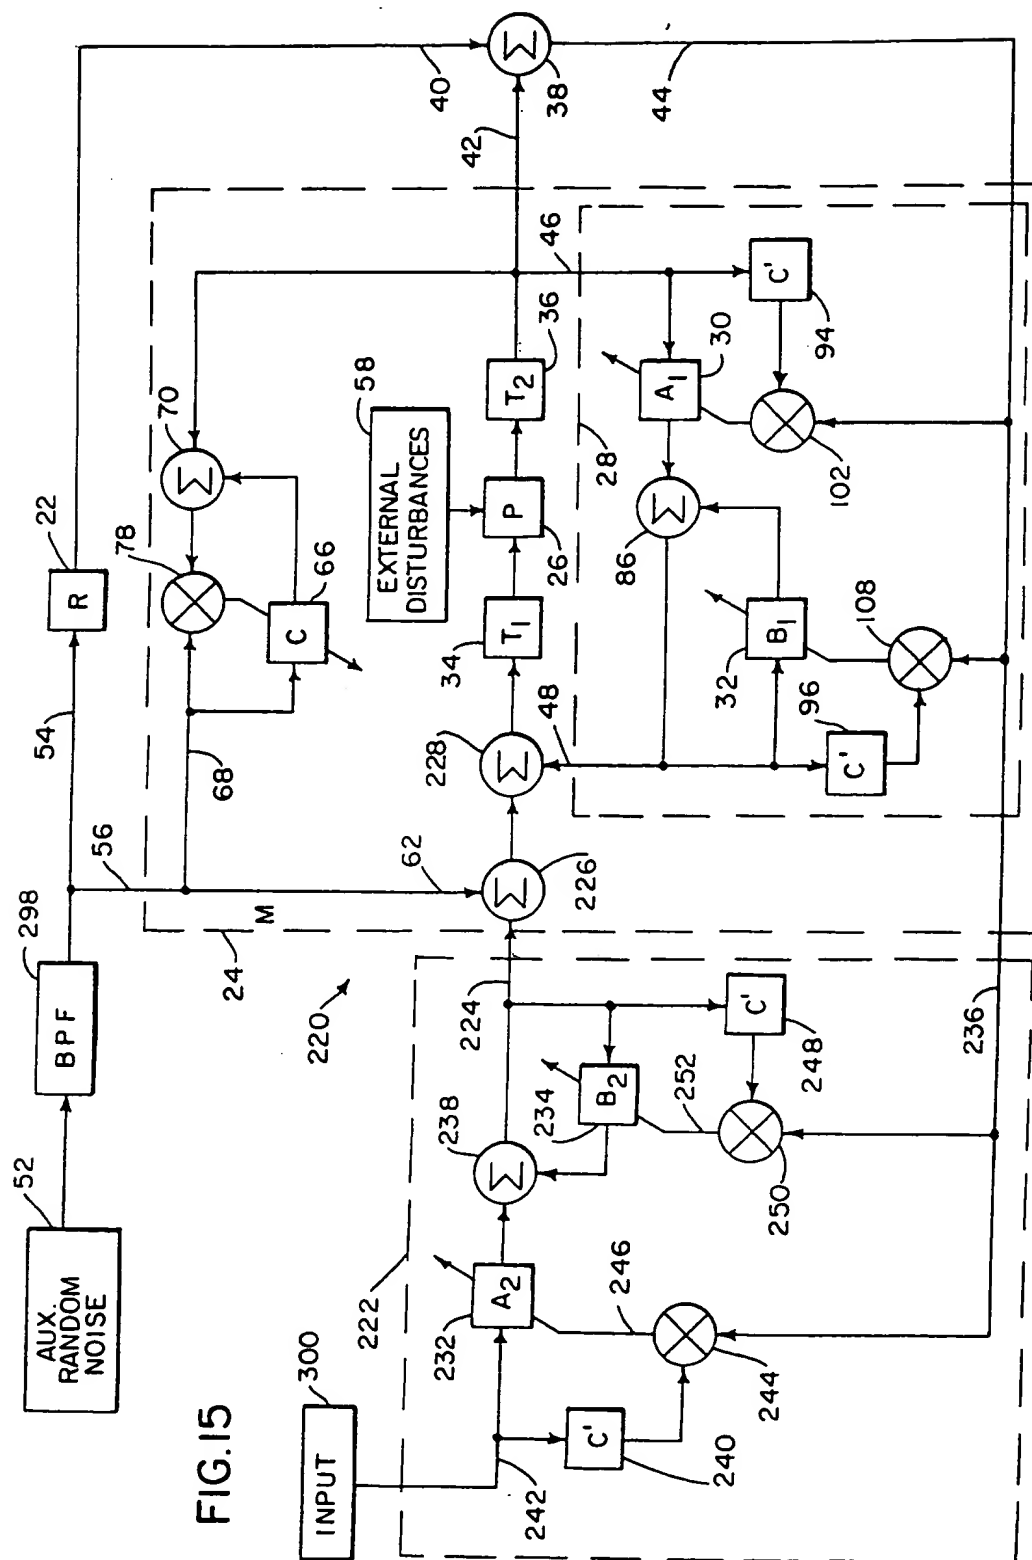 FIG.15
AUX.
RANDOM
NOISE
52
BPF
298
54
R
22
40
Σ
38
42
44
56
24
M
62
68
78
70
Σ
C
66
EXTERNAL
DISTURBANCES
58
220
224
226
Σ
228
Σ
34
T1
P
26
T2
36
46
48
28
86
Σ
A1
30
C'
94
102
32
B1
96
C'
108
INPUT
300
222
242
C'
240
232
A2
246
244
238
Σ
234
B2
252
250
C'
248
236